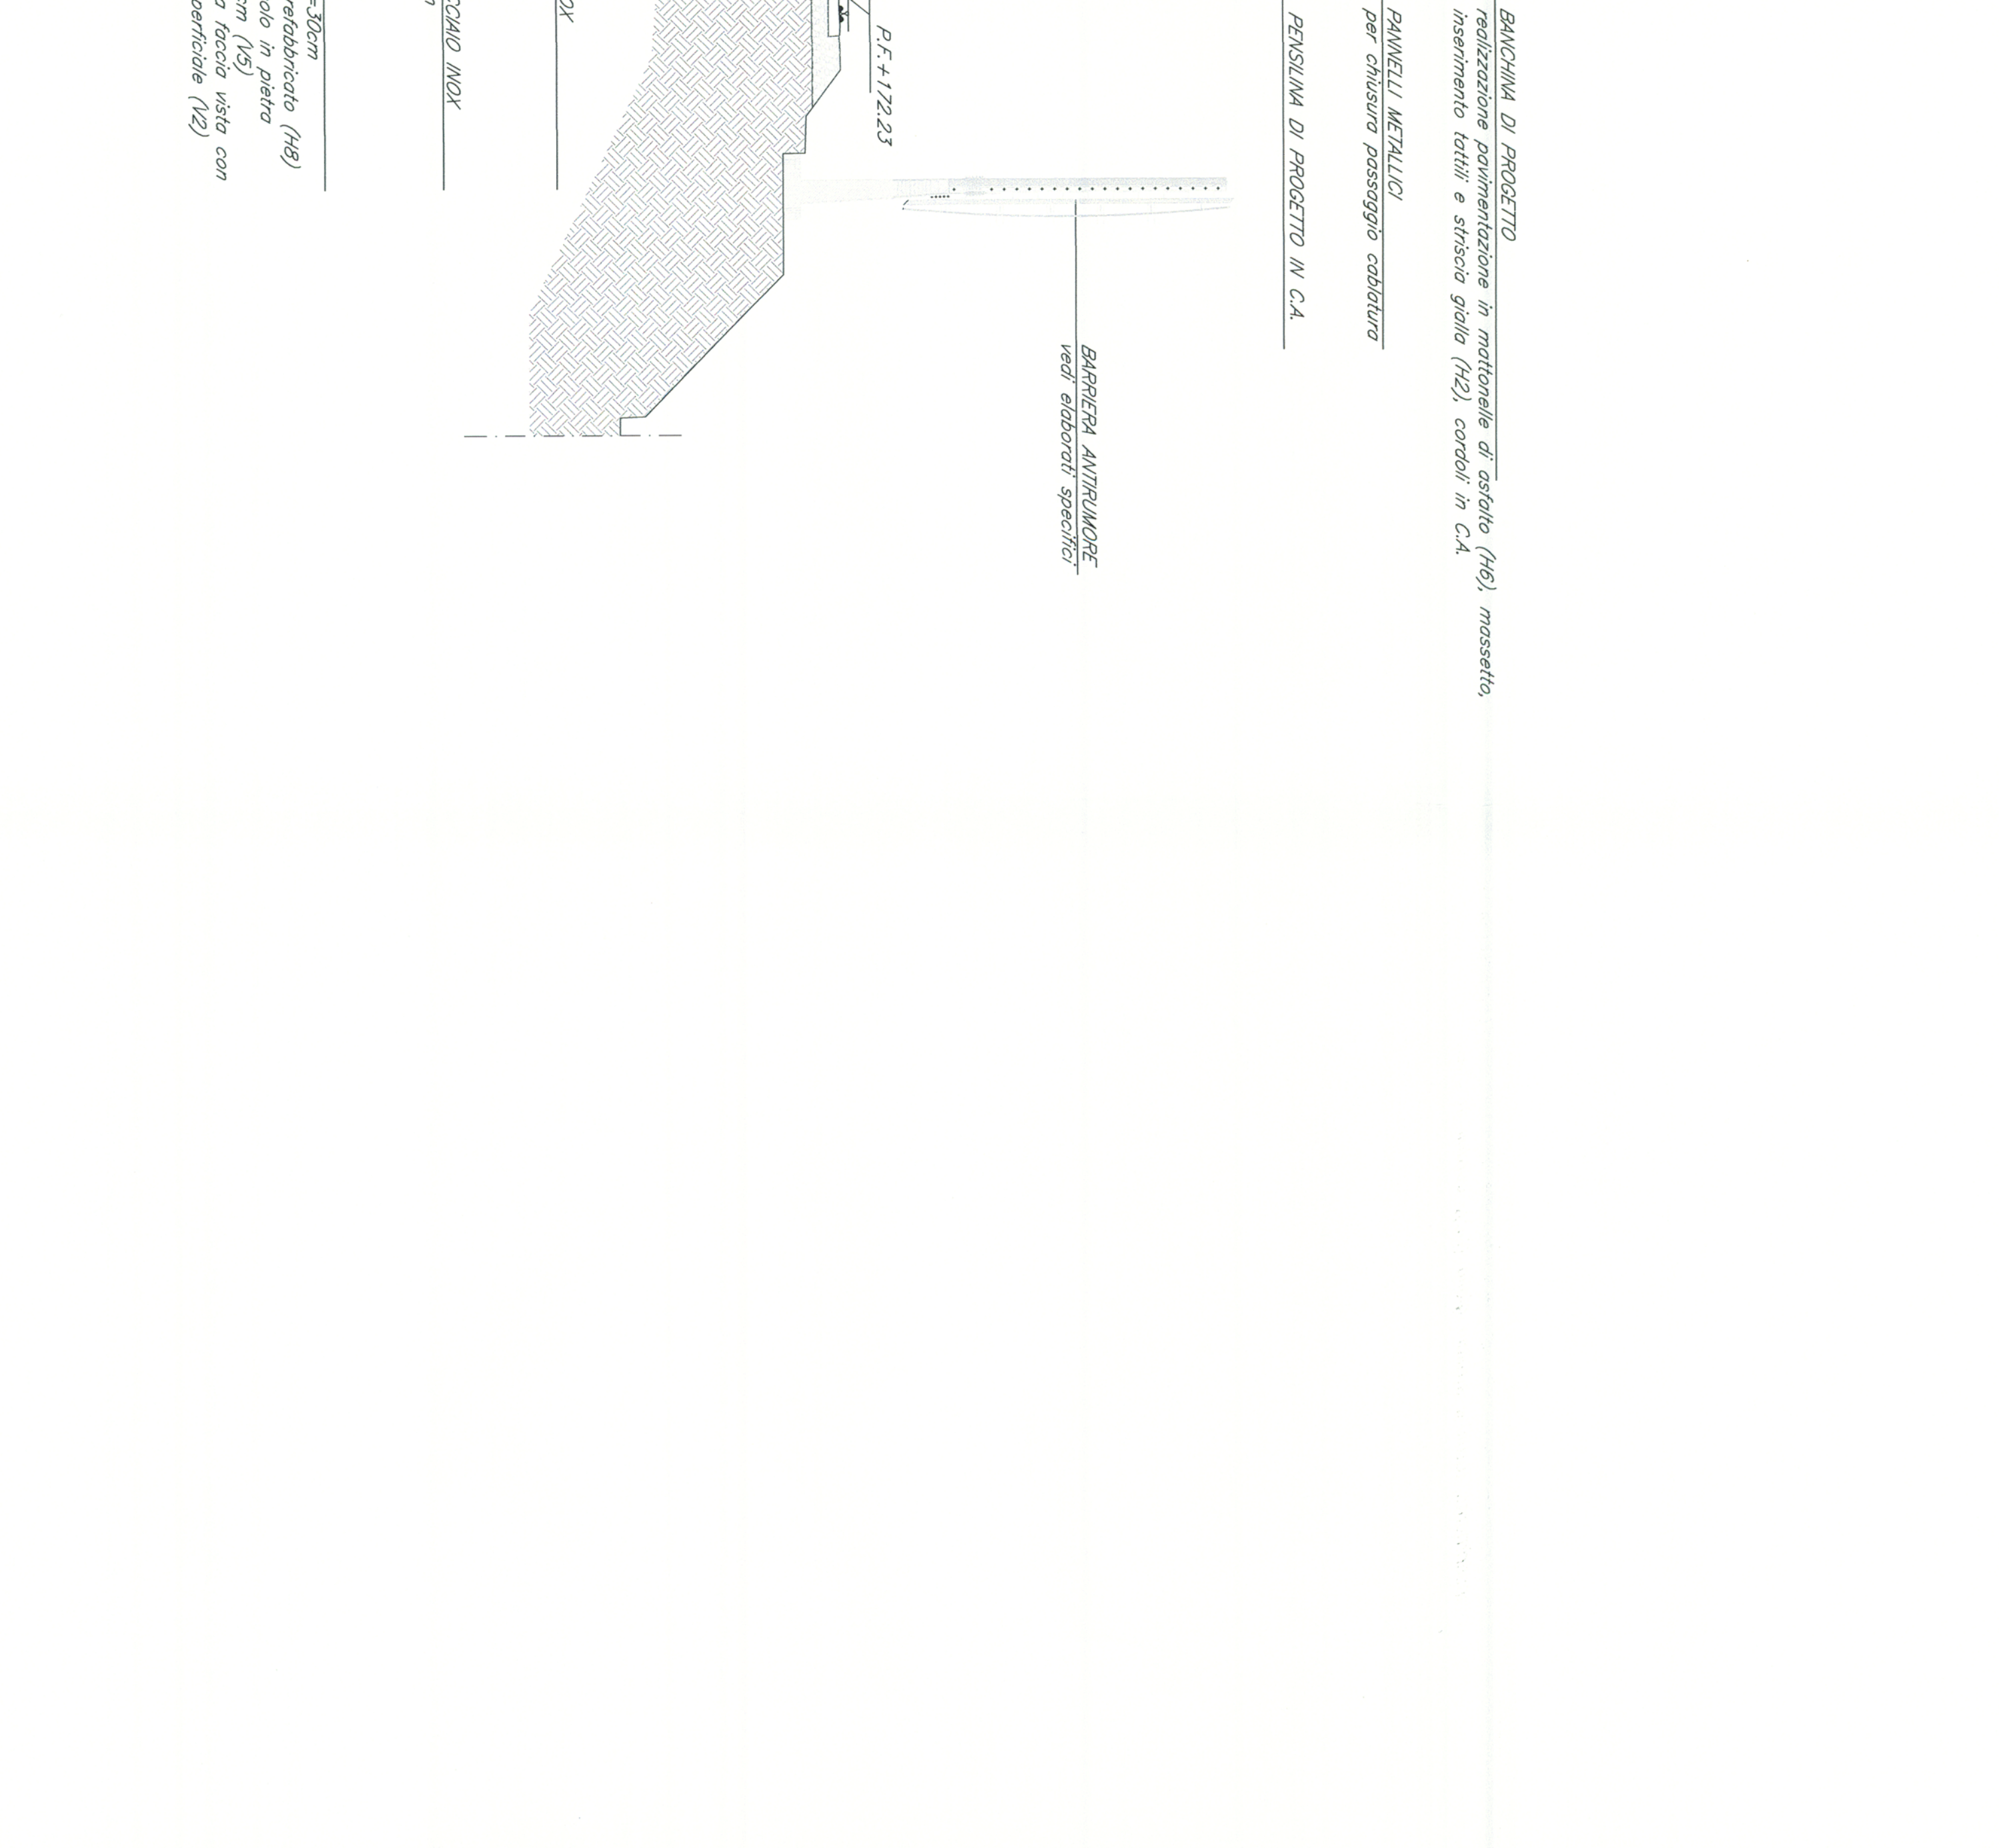 BANCHINA DI PROGETTO
realizzazione pavimentazione in mattonelle di asfalto (H6), massetto,
inserimento tattili e striscia gialla (H2), cordoli in C.A.
PANNELLI METALLICI
per chiusura passaggio cablatura
PENSILINA DI PROGETTO IN C.A.
BARRIERA ANTIRUMORE
vedi elaborati specifici
P.F.+172.23
OX
CCIAIO INOX
=30cm
refabbricato (H8)
olo in pietra
cm (V5)
a faccia vista con
perficiale (V2)